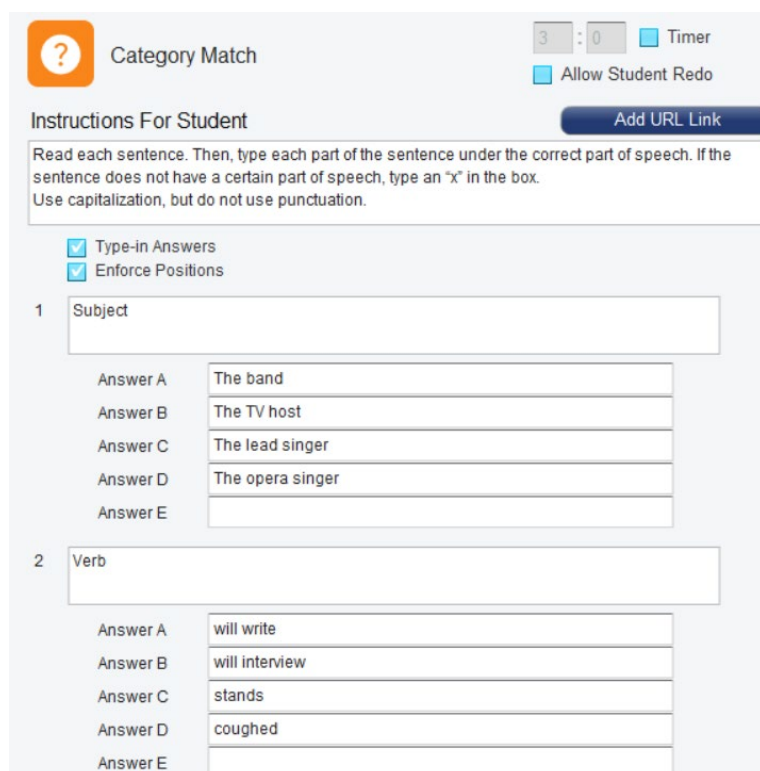 ?
Category Match
3 : 0 Timer
Allow Student Redo
Instructions For Student
Add URL Link
Read each sentence. Then, type each part of the sentence under the correct part of speech. If the
sentence does not have a certain part of speech, type an “x” in the box.
Use capitalization, but do not use punctuation.
Type-in Answers
Enforce Positions
1 Subject
Answer A The band
Answer B The TV host
Answer C The lead singer
Answer D The opera singer
Answer E
2 Verb
Answer A will write
Answer B will interview
Answer C stands
Answer D coughed
Answer E